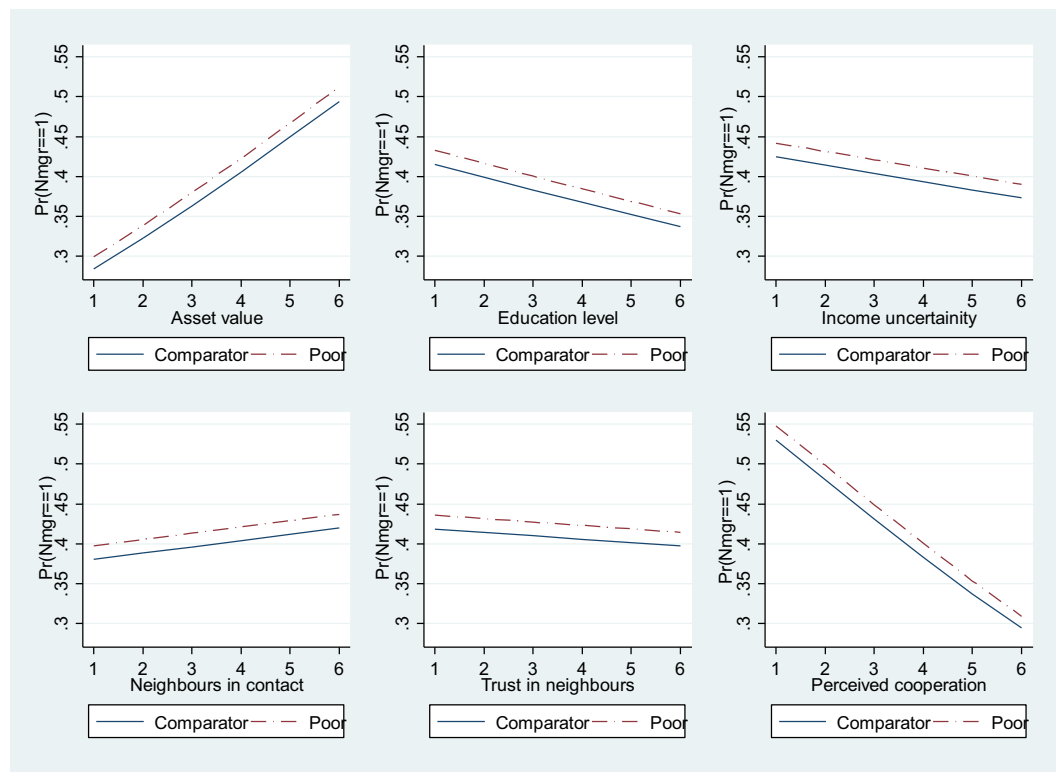 Pr(Nmgr==1)
.55
.5
.45
.4
.35
.3
1 2 3 4 5 6
Asset value
Comparator Poor
Pr(Nmgr==1)
.55
.5
.45
.4
.35
.3
1 2 3 4 5 6
Education level
Comparator Poor
Pr(Nmgr==1)
.55
.5
.45
.4
.35
.3
1 2 3 4 5 6
Income uncertainity
Comparator Poor
Pr(Nmgr==1)
.55
.5
.45
.4
.35
.3
1 2 3 4 5 6
Neighbours in contact
Comparator Poor
Pr(Nmgr==1)
.55
.5
.45
.4
.35
.3
1 2 3 4 5 6
Trust in neighbours
Comparator Poor
Pr(Nmgr==1)
.55
.5
.45
.4
.35
.3
1 2 3 4 5 6
Perceived cooperation
Comparator Poor